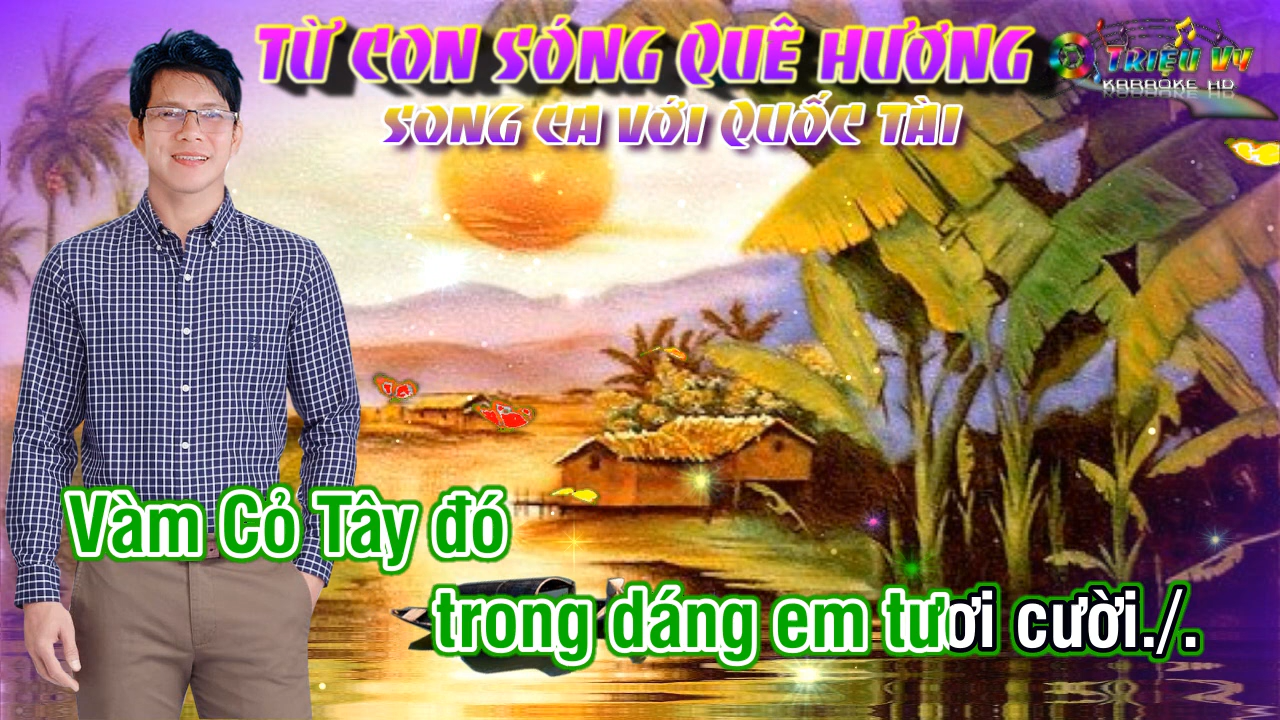 TỪ CON SÓNG QUÊ HƯƠNG
SONG CA VỚI QUỐC TÀI
TRIỆU VY
KARAOKE HD
Vàm Cỏ Tây đó
trong dáng em tươi cười./.